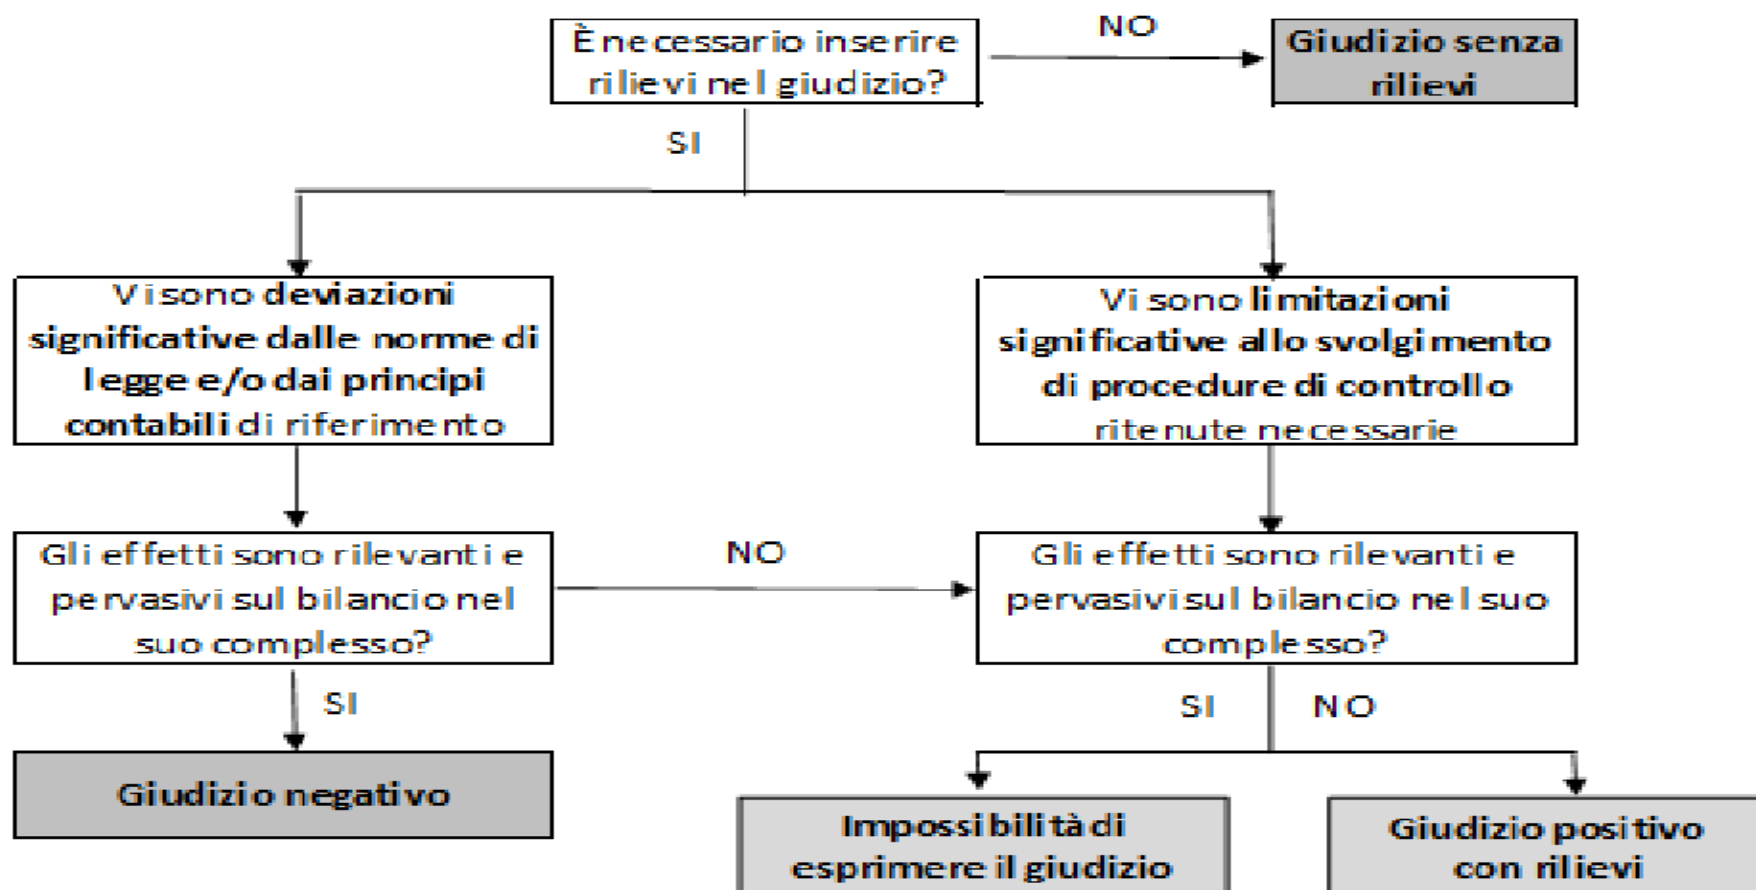 È necessario inserire
rilievi nel giudizio?
NO
Giudizio senza
rilievi
SI
Vi sono deviazioni
significative dalle norme di
legge e/o dai principi
contabili di riferimento
Vi sono limitazioni
significative allo svolgimento
di procedure di controllo
ritenute necessarie
Gli effetti sono rilevanti e
pervasivi sul bilancio nel
suo complesso?
NO
Gli effetti sono rilevanti e
pervasivi sul bilancio nel suo
complesso?
SI
SI
NO
Giudizio negativo
Impossibilità di
esprimere il giudizio
Giudizio positivo
con rilievi